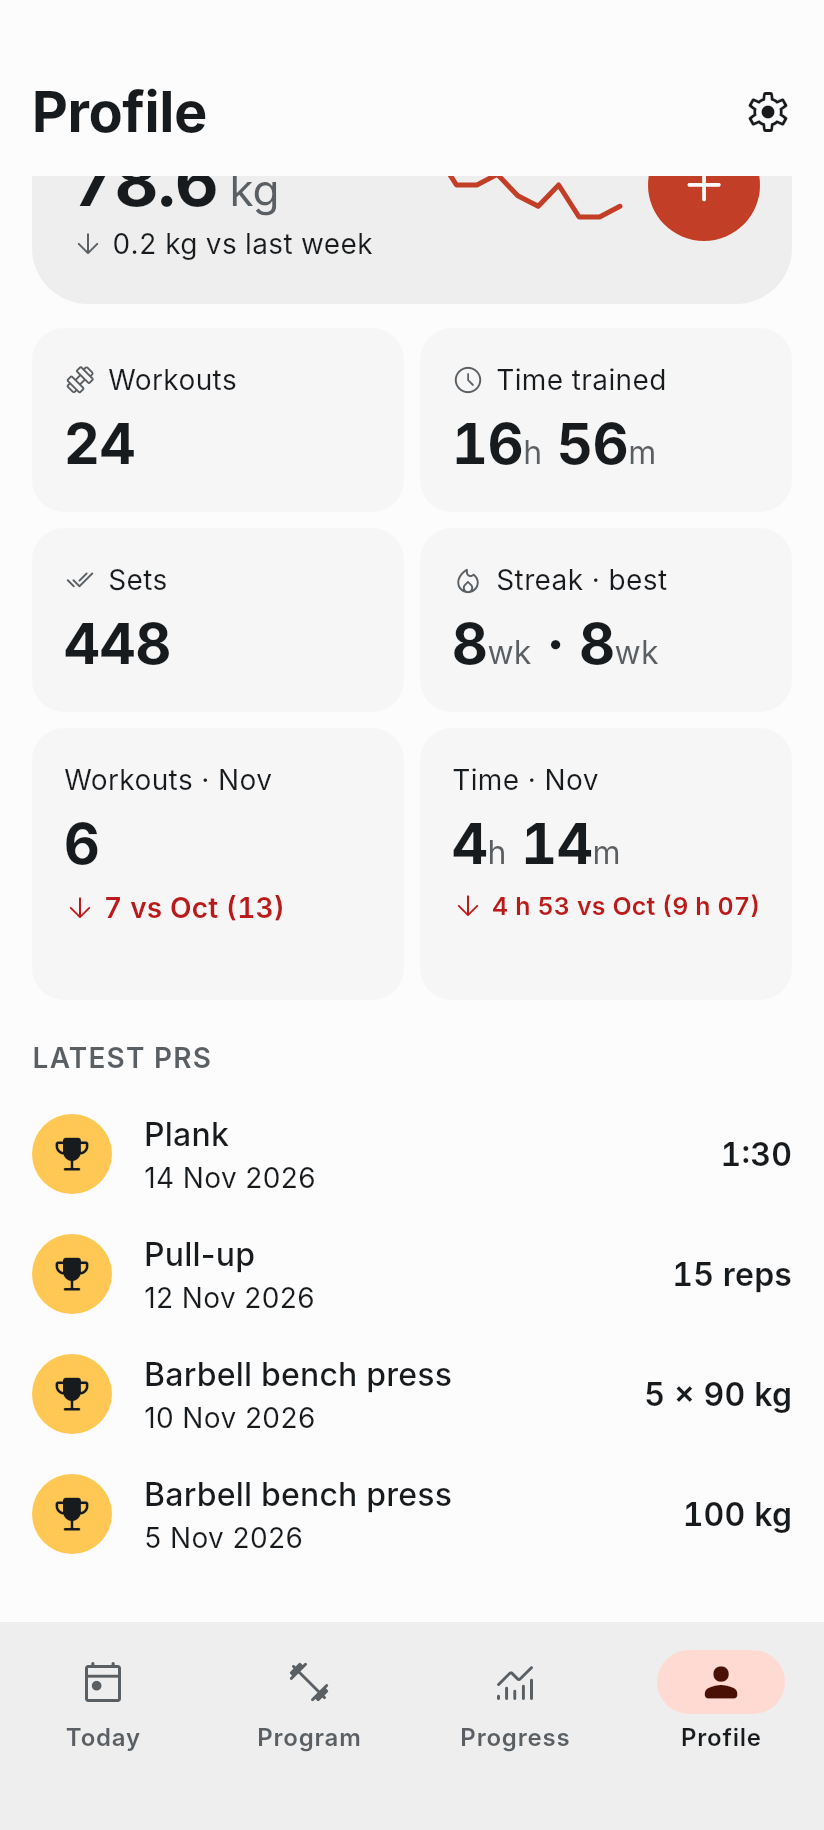 Profile
78.6 kg
0.2 kg vs last week
Workouts
24
Time trained
16h 56m
Sets
448
Streak · best
8wk · 8wk
Workouts · Nov
6
7 vs Oct (13)
Time · Nov
4h 14m
4 h 53 vs Oct (9 h 07)
LATEST PRS
Plank
14 Nov 2026
1:30
Pull-up
12 Nov 2026
15 reps
Barbell bench press
10 Nov 2026
5 × 90 kg
Barbell bench press
5 Nov 2026
100 kg
Today
Program
Progress
Profile